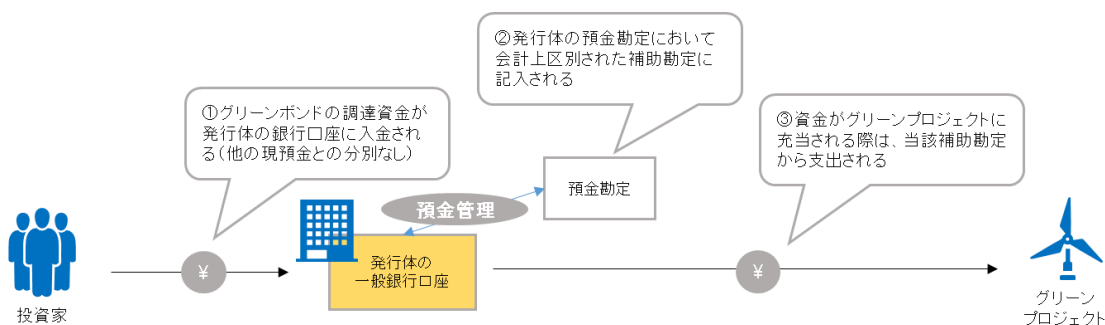 ②発行体の預金勘定において
会計上区別された補助勘定に
記入される
①グリーンボンドの調達資金が
発行体の銀行口座に入金され
る(他の現預金との分別なし)
③資金がグリーンプロジェクトに
充当される際は、当該補助勘定
から支出される
預金勘定
預金管理
発行体の
一般銀行口座
¥
¥
投資家
グリーン
プロジェクト